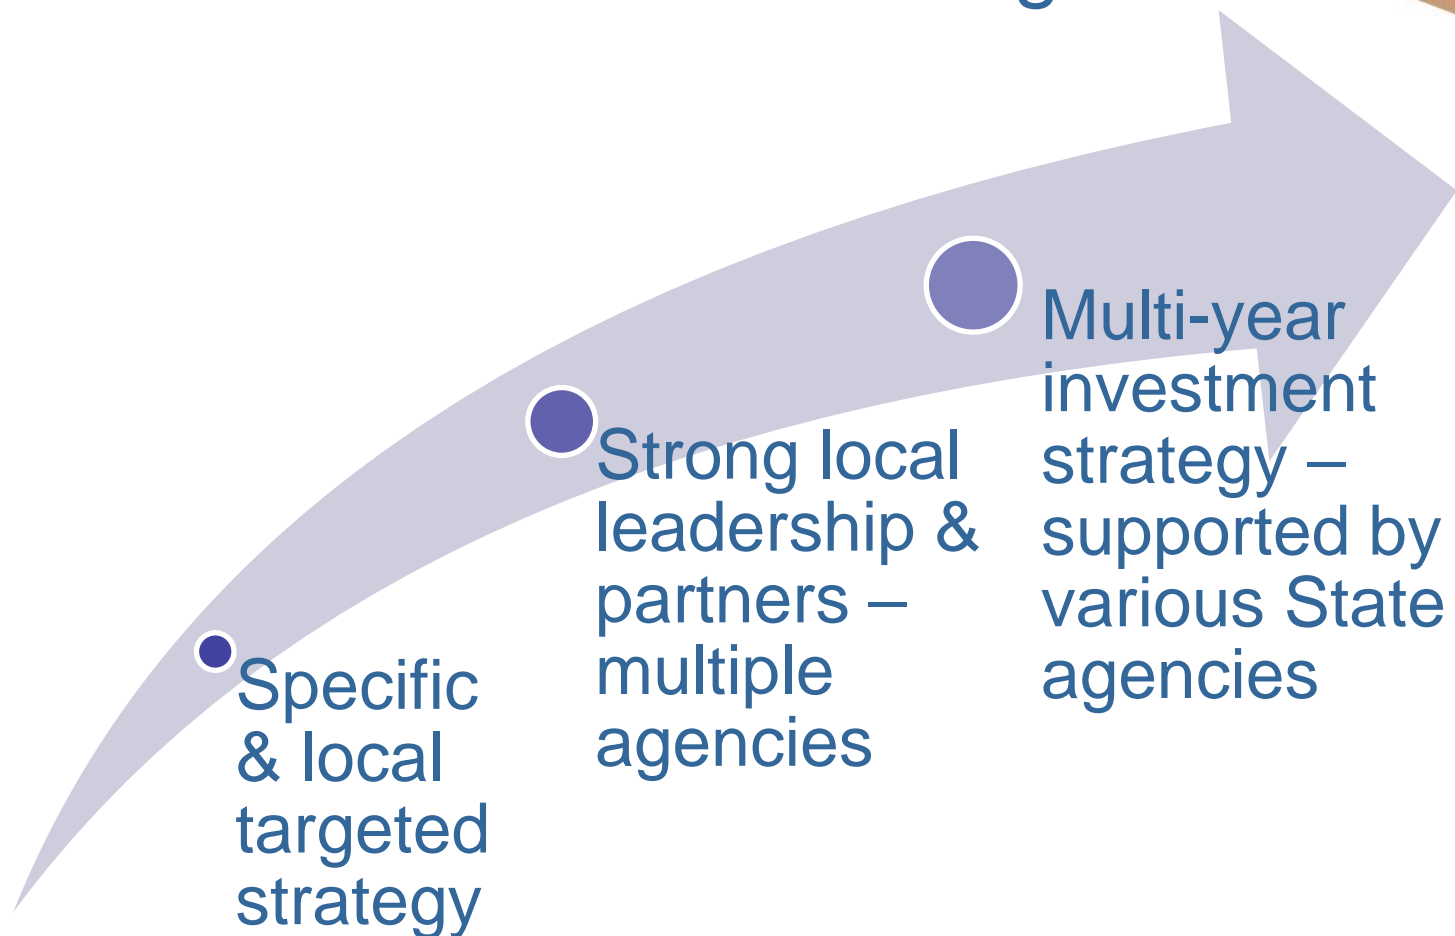 Specific
& local
targeted
strategy
Strong local
leadership &
partners –
multiple
agencies
Multi-year
investment
strategy –
supported by
various State
agencies